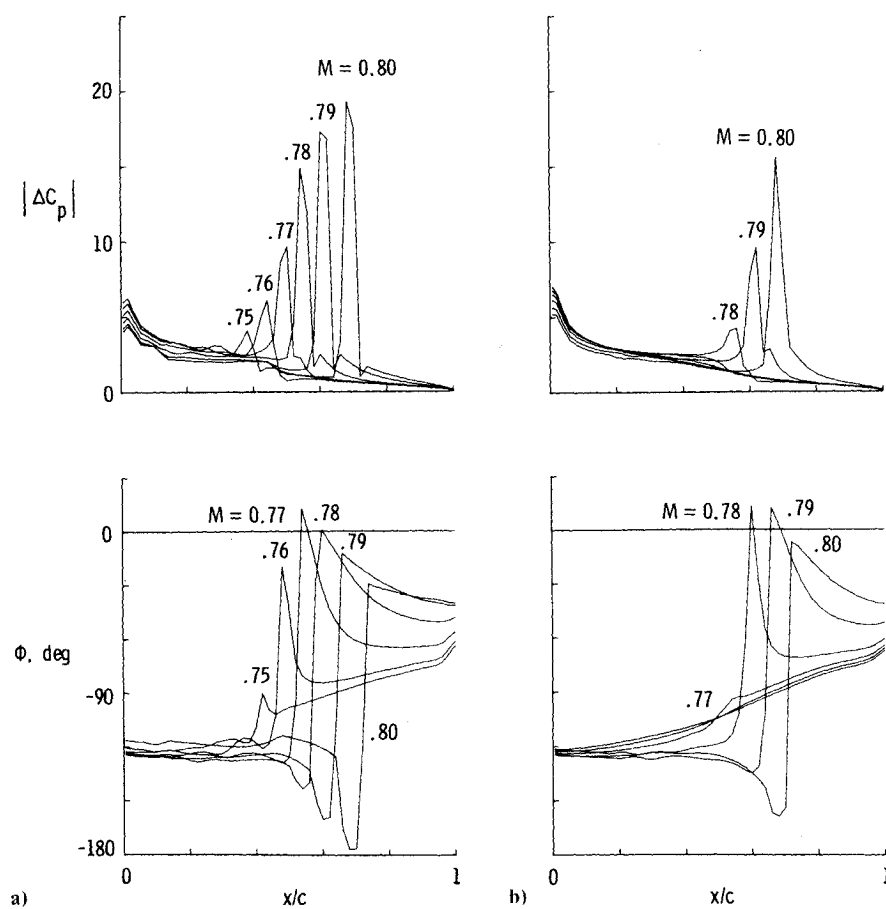 20
10
0
|ΔC_p|
M = 0.80
.79
.78
.77
.76
.75
M = 0.80
.79
.78
0
-90
-180
Φ, deg
M = 0.77
.78
.79
.76
.75
.80
0
x/c
1
a)
M = 0.78
.79
.80
.77
0
x/c
1
b)